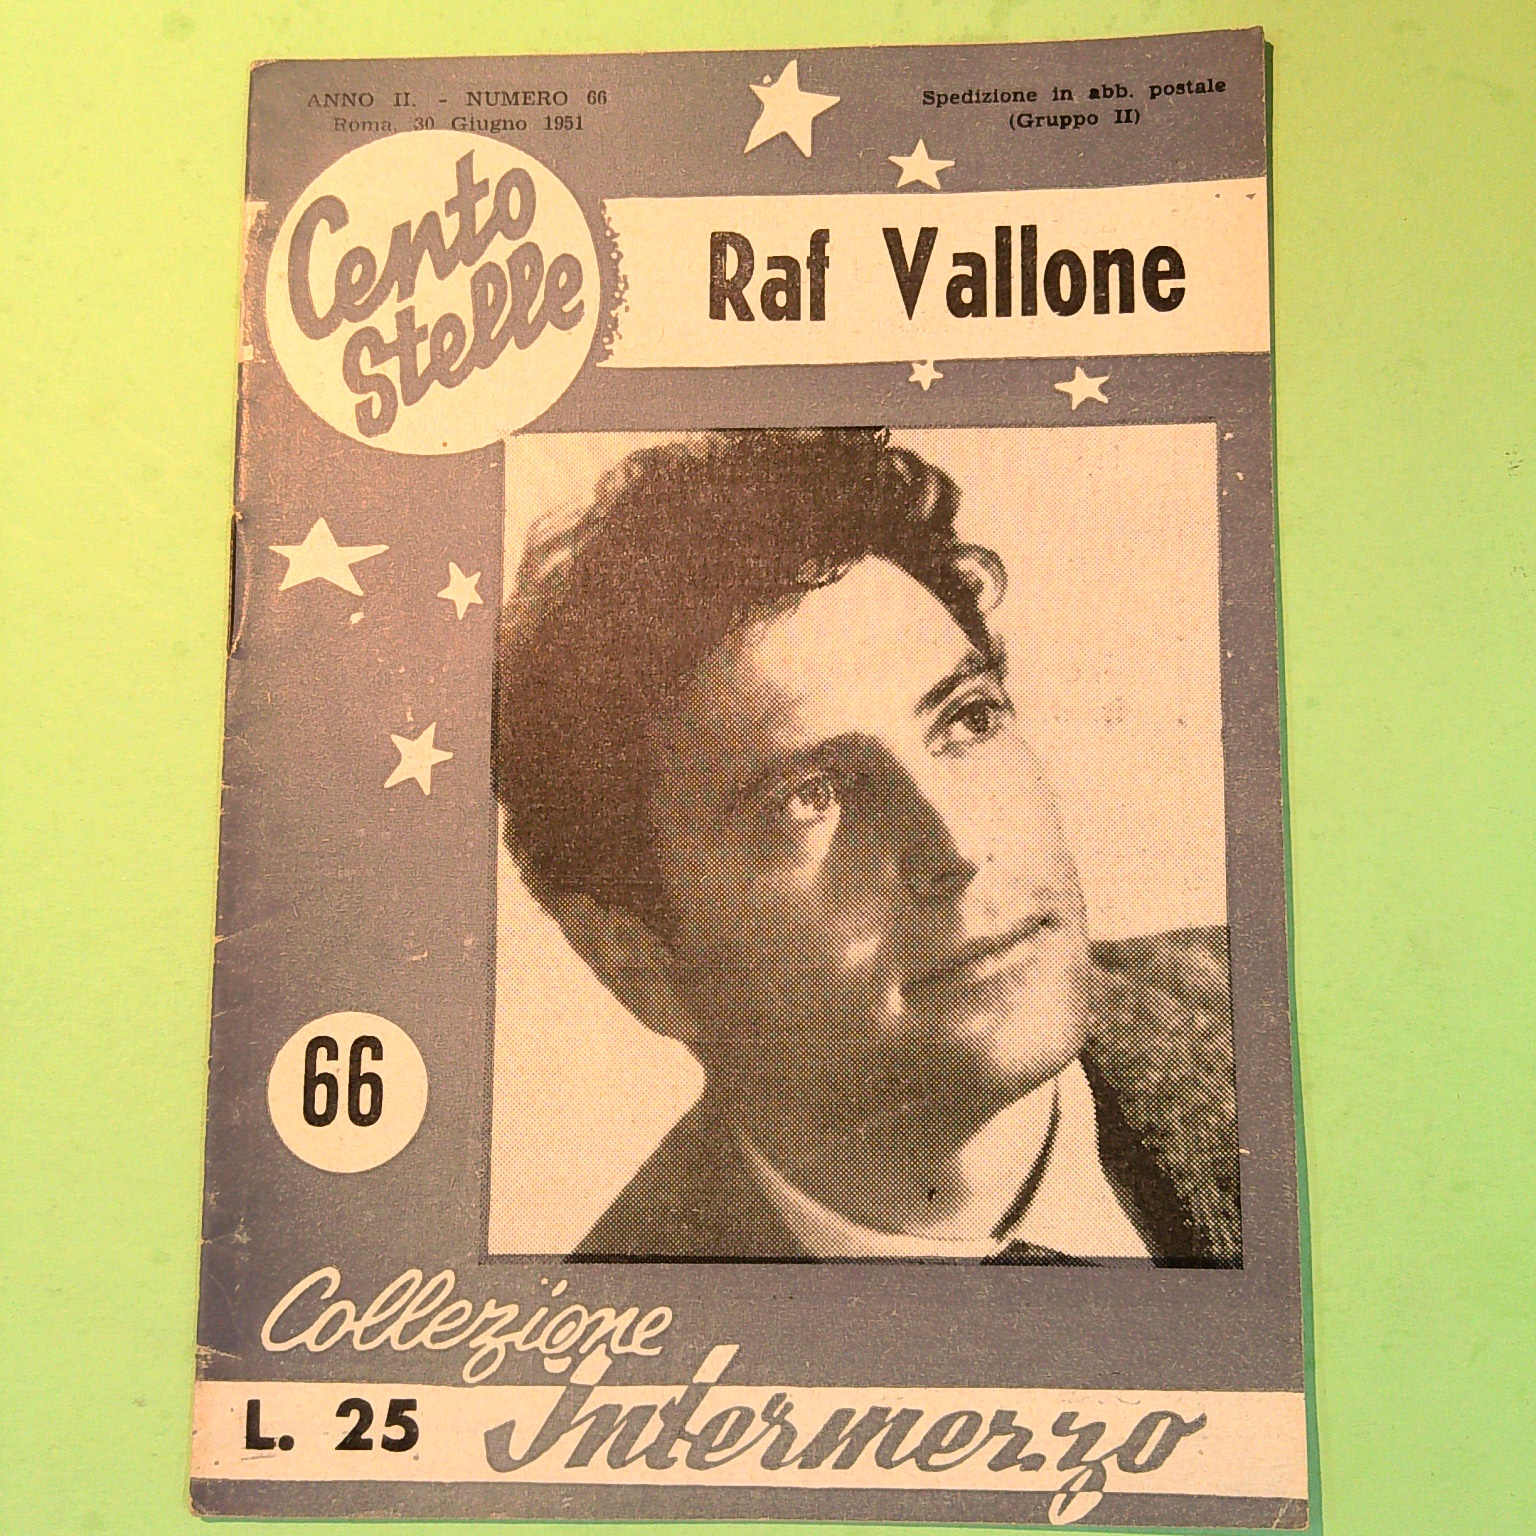 ANNO II. - NUMERO 66
Roma, 30 Giugno 1951
Spedizione in abb. postale
(Gruppo II)
Cento
Stelle
Raf Vallone
66
Collezione
Intermezzo
L. 25